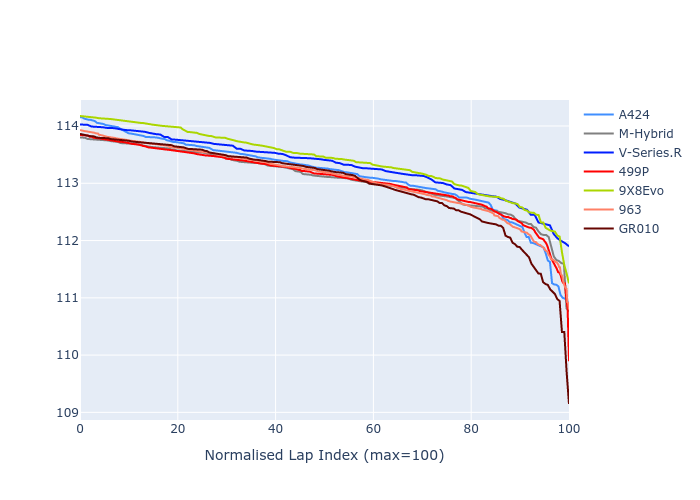 114
113
112
111
110
109
0 20 40 60 80 100
Normalised Lap Index (max=100)
A424
M-Hybrid
V-Series.R
499P
9X8Evo
963
GR010